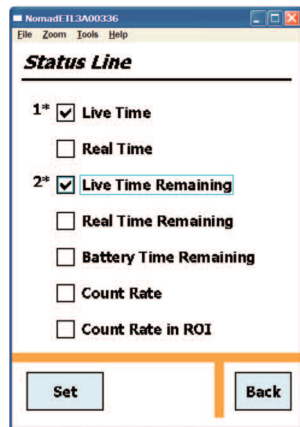 NomadETL3A00336
File Zoom Tools Help
Status Line
1* Live Time
Real Time
2* Live Time Remaining
Real Time Remaining
Battery Time Remaining
Count Rate
Count Rate in ROI
Set Back